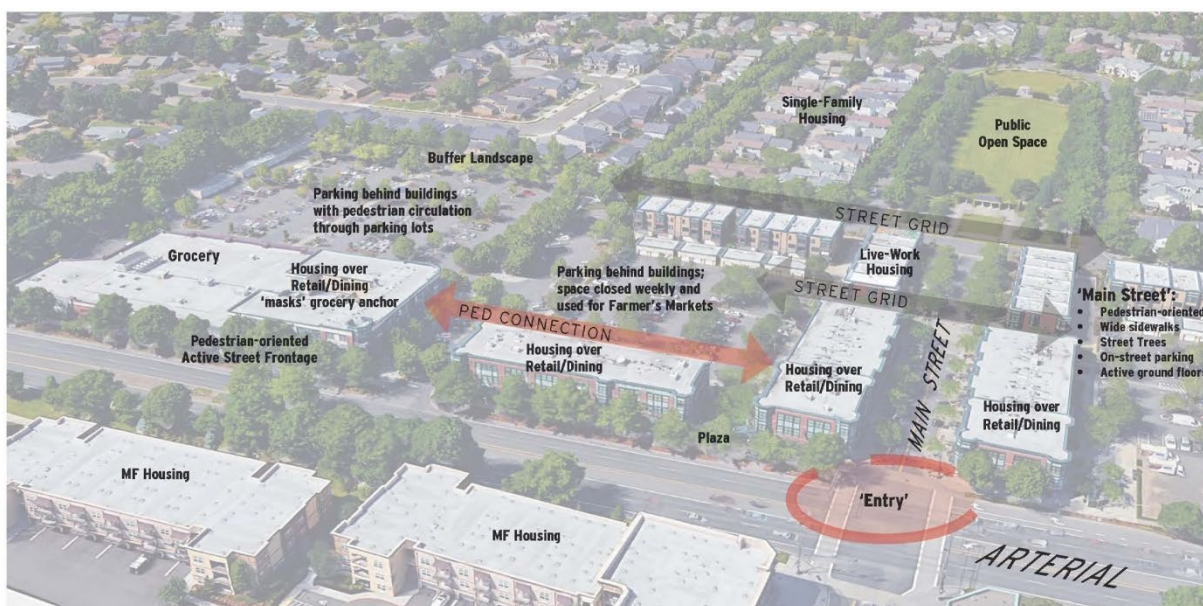 Single-Family
Housing
Public
Open Space
Buffer Landscape
Parking behind buildings
with pedestrian circulation
through parking lots
STREET GRID
Grocery
Housing over
Retail/Dining
'masks' grocery anchor
Live-Work
Housing
Parking behind buildings;
space closed weekly and
used for Farmer's Markets
STREET GRID
'Main Street':
• Pedestrian-oriented
• Wide sidewalks
• Street Trees
• On-street parking
• Active ground floor
PED CONNECTION
Pedestrian-oriented
Active Street Frontage
Housing over
Retail/Dining
Housing over
Retail/Dining
MAIN STREET
Housing over
Retail/Dining
Plaza
MF Housing
'Entry'
MF Housing
ARTERIAL